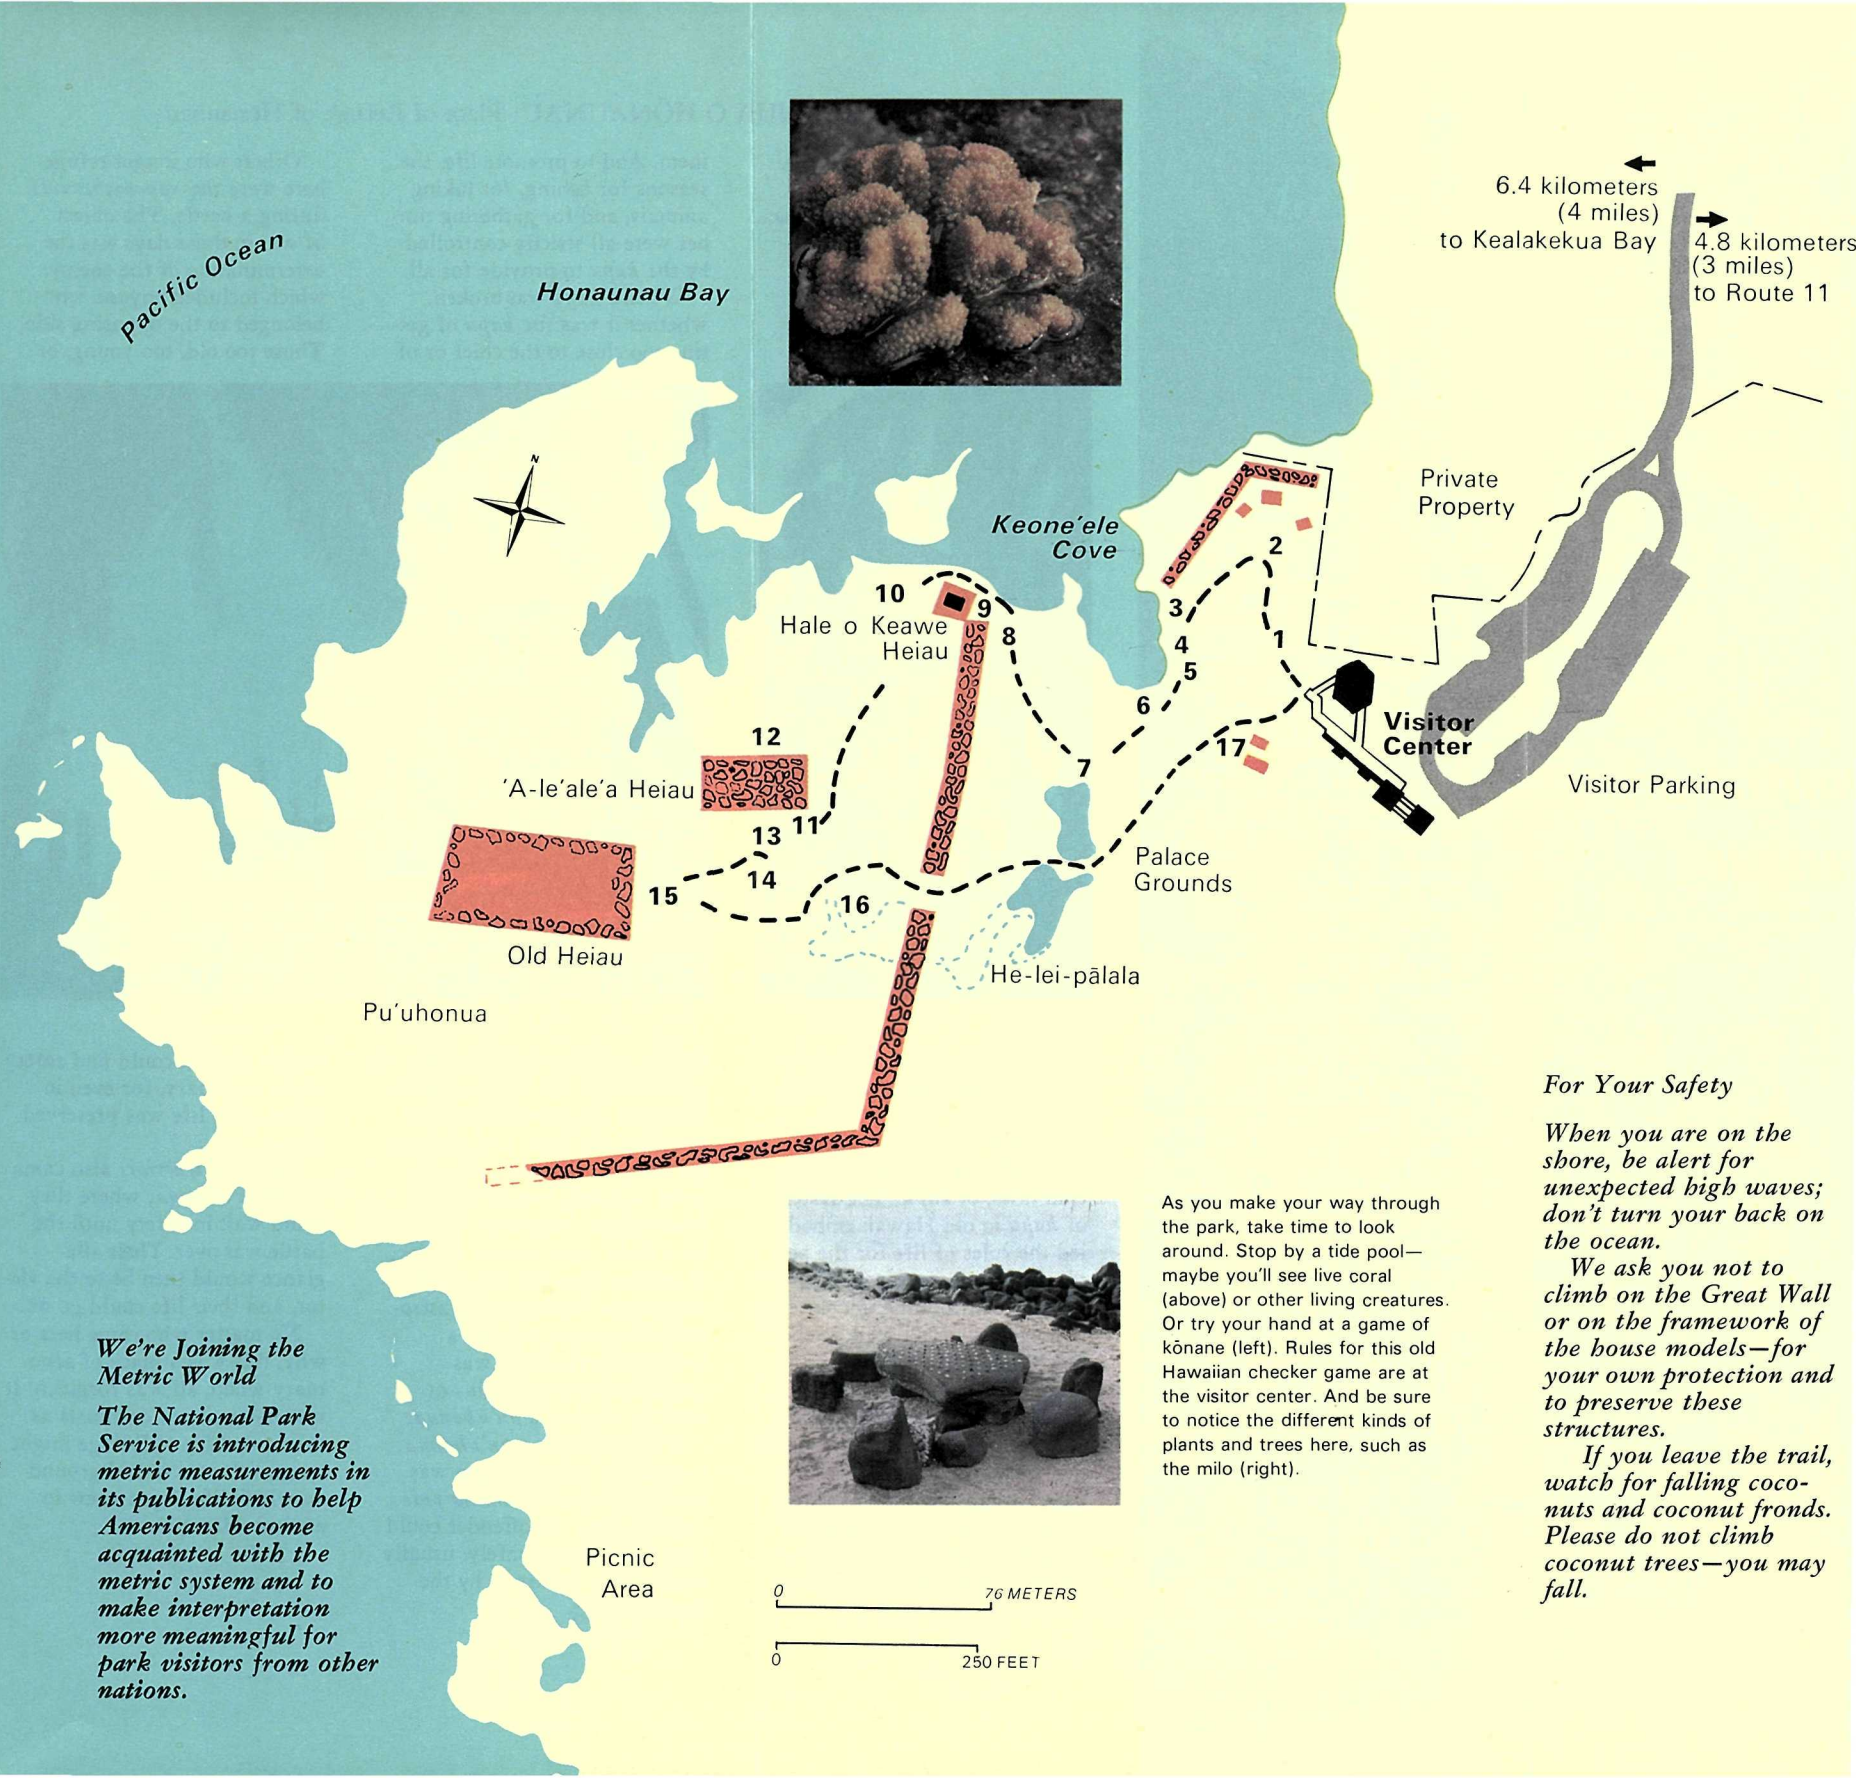 Pacific Ocean
Honaunau Bay
6.4 kilometers
(4 miles)
to Kealakekua Bay
4.8 kilometers
(3 miles)
to Route 11
N
Private
Property
Keone'ele
Cove
2
10
9
3
Hale o Keawe
Heiau
8
4
1
5
6
Visitor
Center
12
17
7
'A-le'ale'a Heiau
Visitor Parking
13
11
Palace
Grounds
14
15
16
Old Heiau
He-lei-pālala
Pu'uhonua
For Your Safety
When you are on the
shore, be alert for
unexpected high waves;
don't turn your back on
the ocean.
We ask you not to
climb on the Great Wall
or on the framework of
the house models—for
your own protection and
to preserve these
structures.
If you leave the trail,
watch for falling coco-
nuts and coconut fronds.
Please do not climb
coconut trees—you may
fall.
As you make your way through
the park, take time to look
around. Stop by a tide pool—
maybe you'll see live coral
(above) or other living creatures.
Or try your hand at a game of
kōnane (left). Rules for this old
Hawaiian checker game are at
the visitor center. And be sure
to notice the different kinds of
plants and trees here, such as
the milo (right).
We're Joining the
Metric World
The National Park
Service is introducing
metric measurements in
its publications to help
Americans become
acquainted with the
metric system and to
make interpretation
more meaningful for
park visitors from other
nations.
Picnic
Area
0 76 METERS
0 250 FEET